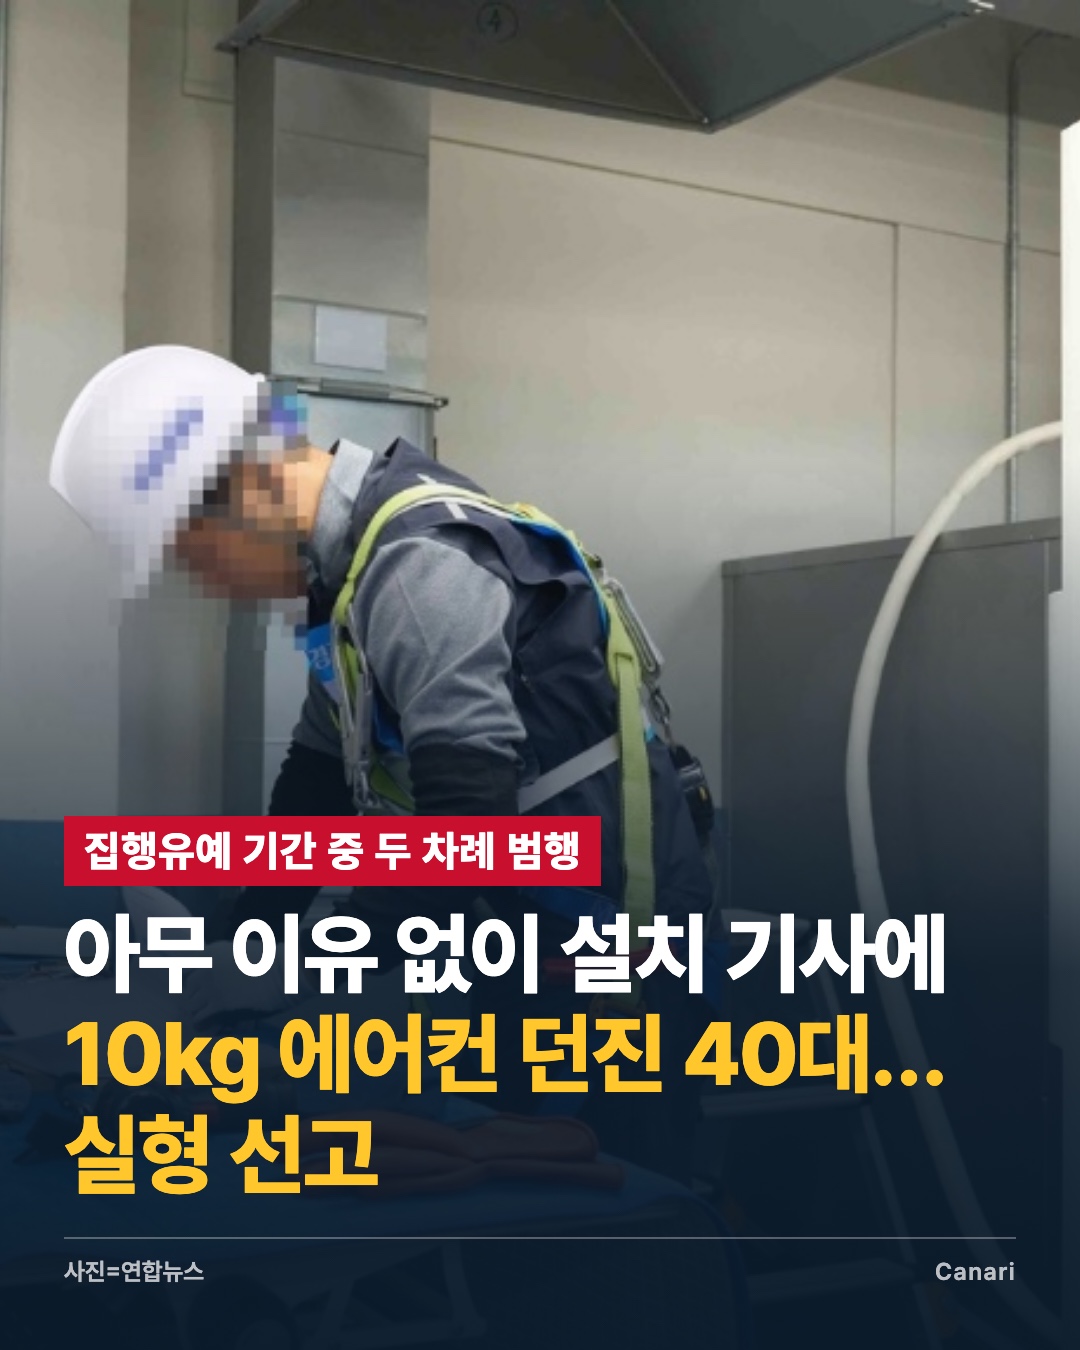 4
집행유예 기간 중 두 차례 범행
아무 이유 없이 설치 기사에
10kg 에어컨 던진 40대...
실형 선고
사진=연합뉴스
Canari